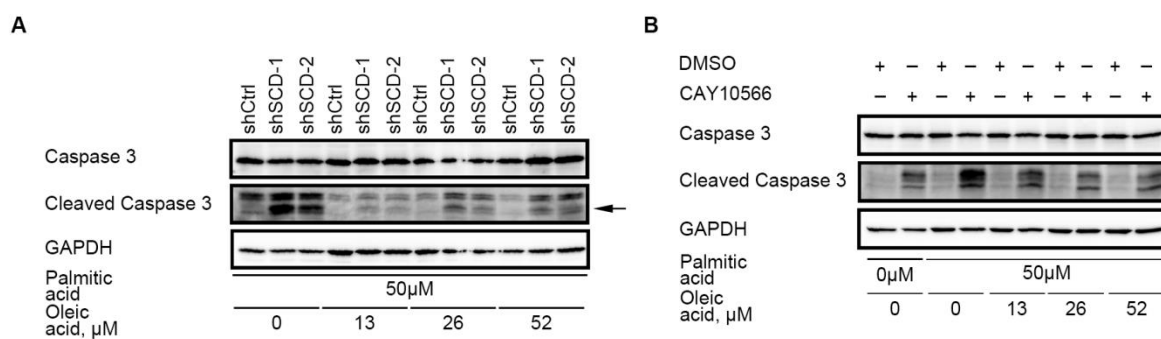 A
shCtrl shSCD-1 shSCD-2 shCtrl shSCD-1 shSCD-2 shCtrl shSCD-1 shSCD-2 shCtrl shSCD-1 shSCD-2
Caspase 3
Cleaved Caspase 3
GAPDH
Palmitic
acid
50µM
Oleic
acid, µM
0 13 26 52
B
DMSO + – + – + – + – + –
CAY10566 – + – + – + – + – +
Caspase 3
Cleaved Caspase 3
GAPDH
Palmitic
acid
0µM 50µM
Oleic
acid, µM
0 0 13 26 52